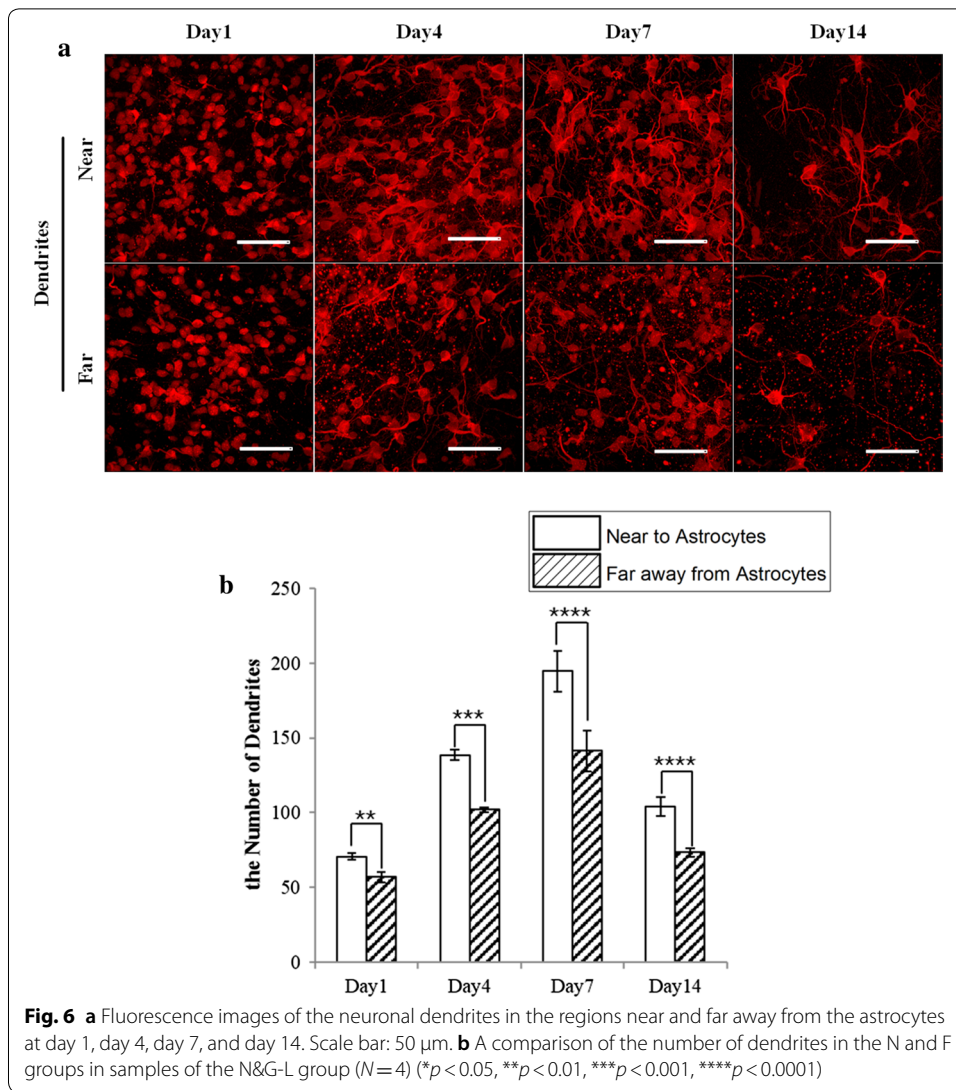 Day1 Day4 Day7 Day14
a
Dendrites
Near
Far
Near to Astrocytes
Far away from Astrocytes
b
the Number of Dendrites
250
200
150
100
50
0
**
***
****
****
Day1 Day4 Day7 Day14
Fig. 6 a Fluorescence images of the neuronal dendrites in the regions near and far away from the astrocytes
at day 1, day 4, day 7, and day 14. Scale bar: 50 μm. b A comparison of the number of dendrites in the N and F
groups in samples of the N&G-L group (N = 4) (*p < 0.05, **p < 0.01, ***p < 0.001, ****p < 0.0001)